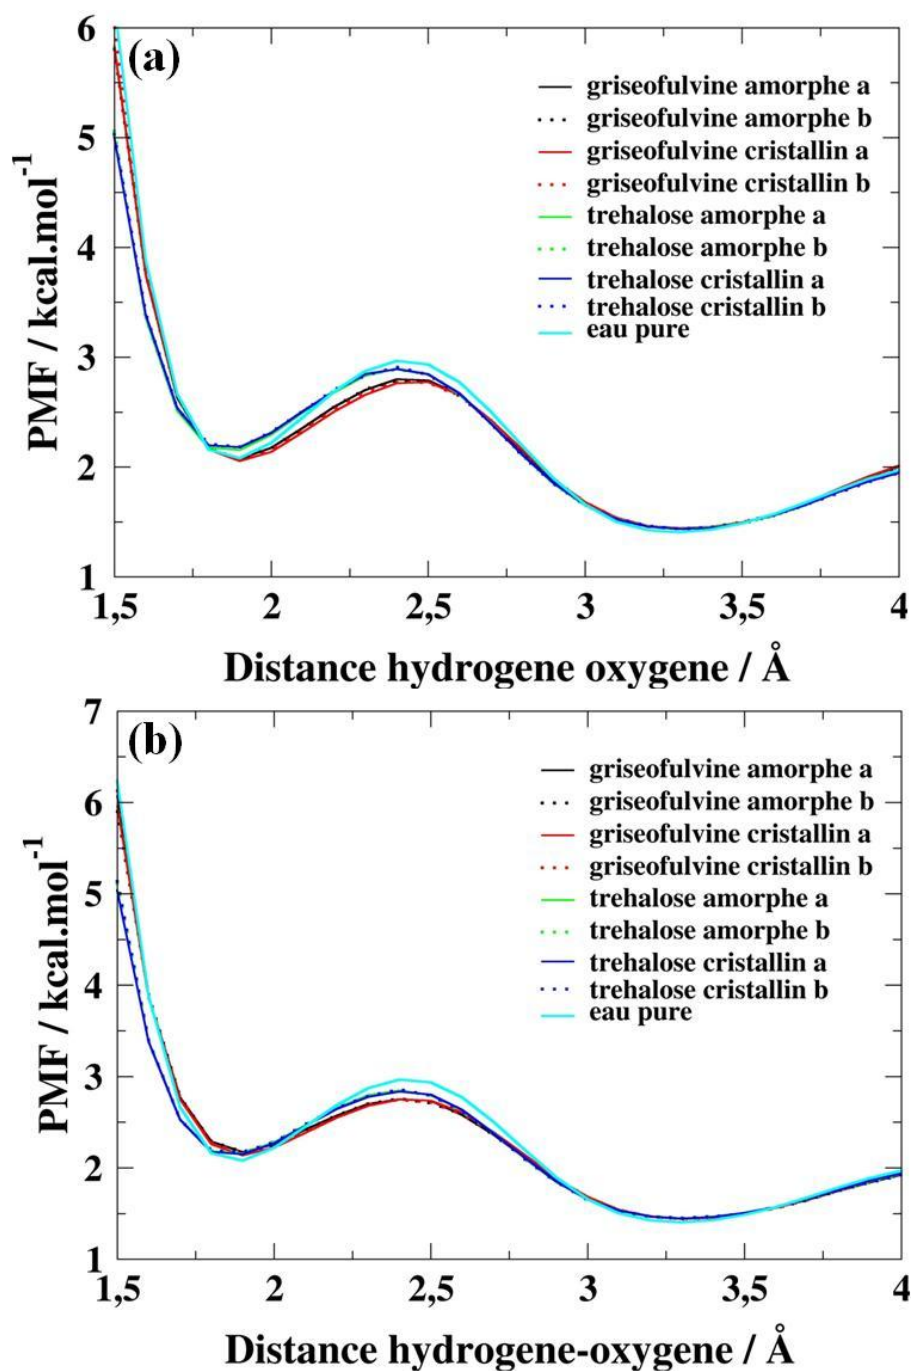 (a)
6
5
4
3
2
1
PMF / kcal.mol-1
griseofulvine amorphe a
griseofulvine amorphe b
griseofulvine cristallin a
griseofulvine cristallin b
trehalose amorphe a
trehalose amorphe b
trehalose cristallin a
trehalose cristallin b
eau pure
1,5 2 2,5 3 3,5 4
Distance hydrogene oxygene / Å
(b)
7
6
5
4
3
2
1
PMF / kcal.mol-1
griseofulvine amorphe a
griseofulvine amorphe b
griseofulvine cristallin a
griseofulvine cristallin b
trehalose amorphe a
trehalose amorphe b
trehalose cristallin a
trehalose cristallin b
eau pure
1,5 2 2,5 3 3,5 4
Distance hydrogene-oxygene / Å